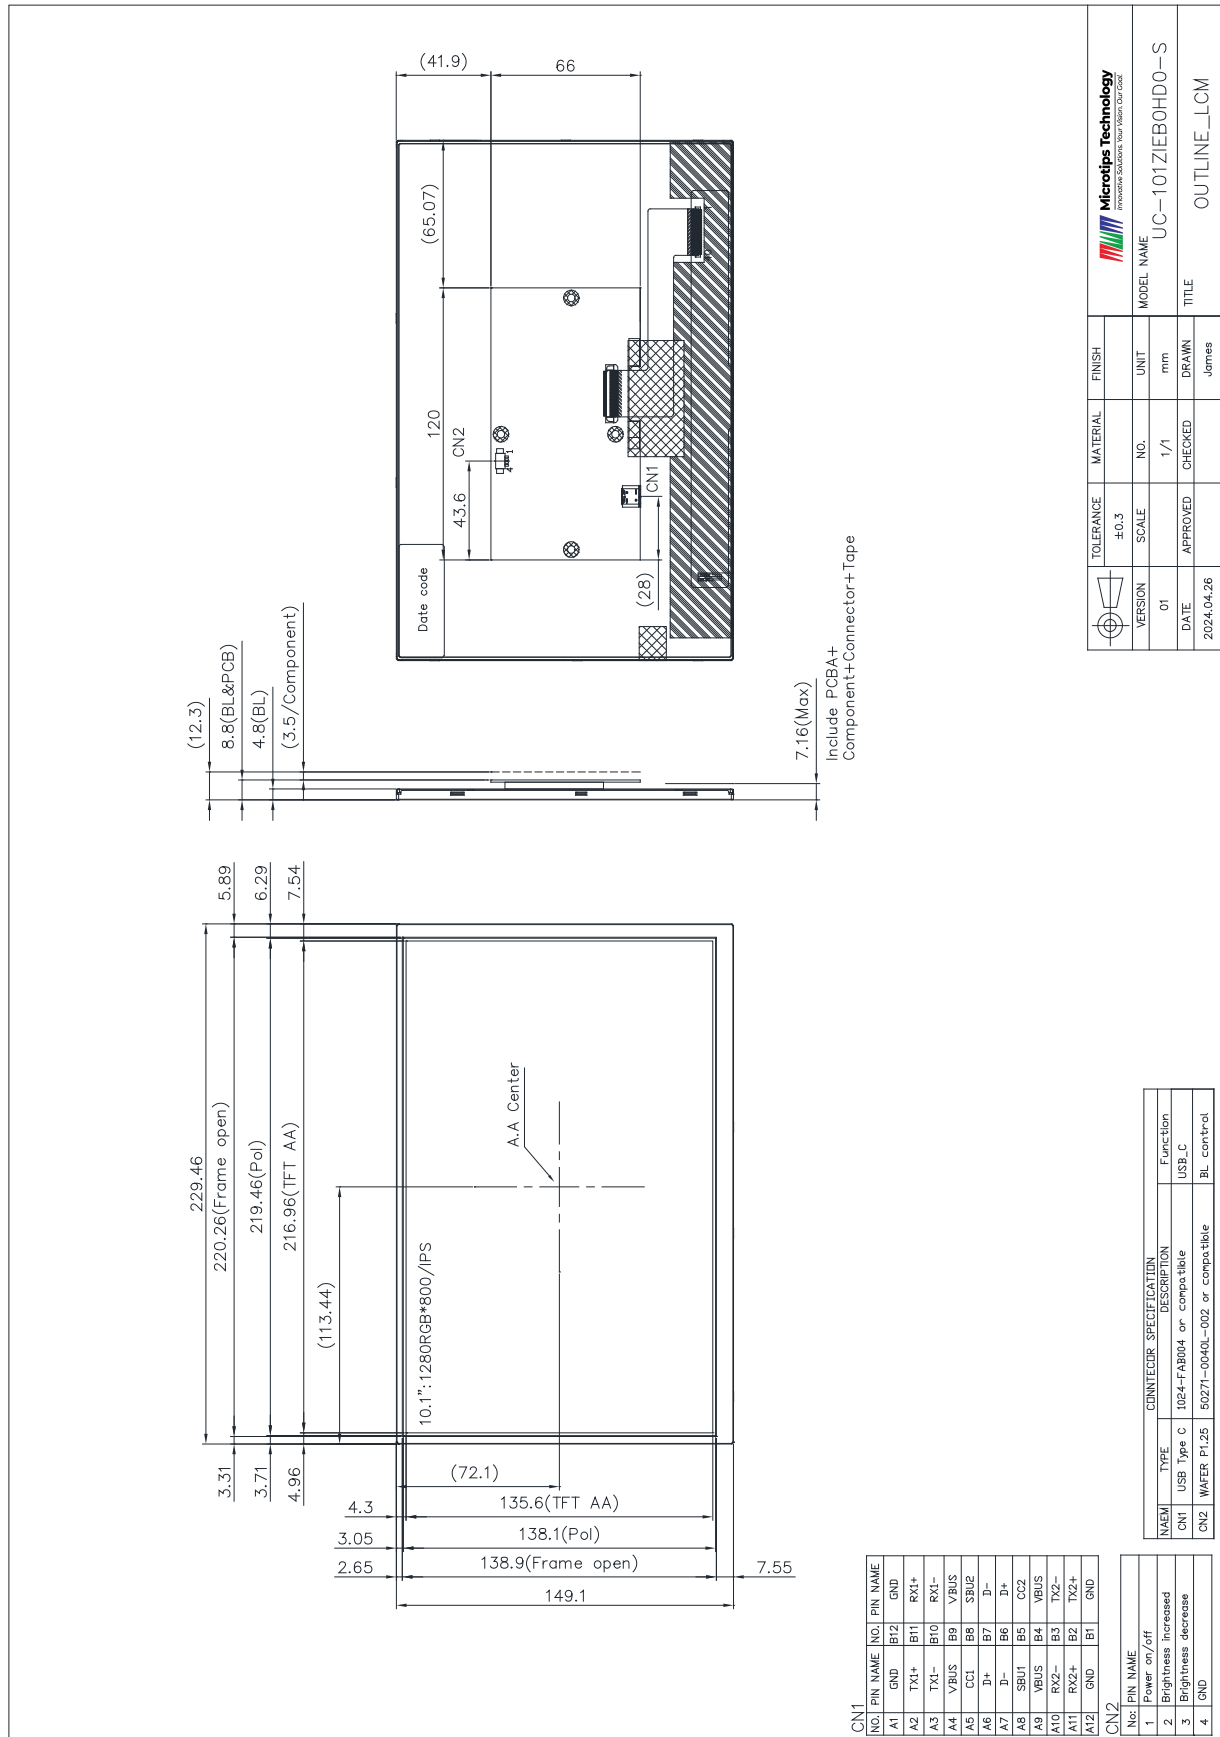 (41.9)
66
(65.07)
120
CN2
43.6
4
1
CN1
(28)
Date code
(12.3)
8.8(BL&PCB)
4.8(BL)
(3.5/Component)
7.16(Max)
Include PCBA+
Component+Connector+Tape
5.89
6.29
7.54
229.46
220.26(Frame open)
219.46(Pol)
216.96(TFT AA)
(113.44)
A.A Center
10.1":1280RGB*800/IPS
3.31
3.71
4.96
(72.1)
4.3
135.6(TFT AA)
3.05
138.1(Pol)
2.65
138.9(Frame open)
7.55
149.1
CN1
NO. PIN NAME NO. PIN NAME
A1 GND B12 GND
A2 TX1+ B11 RX1+
A3 TX1- B10 RX1-
A4 VBUS B9 VBUS
A5 CC1 B8 SBU2
A6 D+ B7 D-
A7 D- B6 D+
A8 SBU1 B5 CC2
A9 VBUS B4 VBUS
A10 RX2- B3 TX2-
A11 RX2+ B2 TX2+
A12 GND B1 GND
CN2
No: PIN NAME
1 Power on/off
2 Brightness increased
3 Brightness decrease
4 GND
CONNTECOR SPECIFICATION
NAEM TYPE DESCRIPTION Function
CN1 USB Type C 1024-FAB004 or compatible USB_C
CN2 WAFER P1.25 50271-0040L-002 or compatible BL control
TOLERANCE MATERIAL FINISH
±0.3
VERSION SCALE NO. UNIT
01 1/1 mm
DATE APPROVED CHECKED DRAWN
2024.04.26 James
Microtips Technology
Innovative Solutions. Your Vision. Our Goal.
MODEL NAME
UC-101ZIEB0HD0-S
TITLE
OUTLINE_LCM